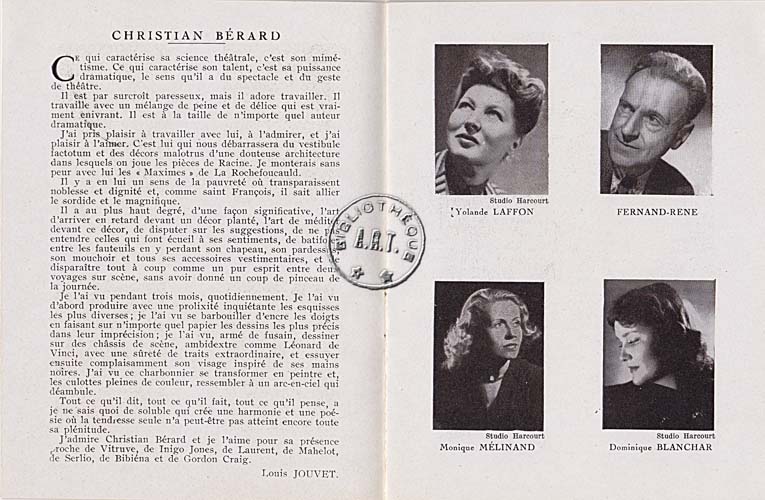 CHRISTIAN BÉRARD
CE qui caractérise sa science théâtrale, c'est son mimé-
tisme. Ce qui caractérise son talent, c'est sa puissance
dramatique, le sens qu'il a du spectacle et du geste
de théâtre.
Il est par surcroît paresseux, mais il adore travailler. Il
travaille avec un mélange de peine et de délice qui est vrai-
ment enivrant. Il est à la taille de n'importe quel auteur
dramatique.
J'ai pris plaisir à travailler avec lui, à l'admirer, et j'ai
plaisir à l'aimer. C'est lui qui nous débarrassera du vestibule
factotum et des décors malotrus d'une douteuse architecture
dans lesquels on joue les pièces de Racine. Je monterais sans
peur avec lui les « Maximes » de La Rochefoucauld.
Il y a en lui un sens de la pauvreté où transparaissent
noblesse et dignité et, comme saint François, il sait allier
le sordide et le magnifique.
Il a au plus haut degré, d'une façon significative, l'art
d'arriver en retard devant un décor planté, l'art de méditer
devant ce décor, de disputer sur les suggestions, de ne pas
entendre celles qui font écueil à ses sentiments, de batifo
entre les fauteuils en y perdant son chapeau, son pardess
son mouchoir et tous ses accessoires vestimentaires, et de
disparaître tout à coup comme un pur esprit entre deux
voyages sur scène, sans avoir donné un coup de pinceau de
la journée.
Je l'ai vu pendant trois mois, quotidiennement. Je l'ai vu
d'abord produire avec une prolixité inquiétante les esquisses
les plus diverses ; je l'ai vu se barbouiller d'encre les doigts
en faisant sur n'importe quel papier les dessins les plus précis
dans leur imprécision ; je l'ai vu, armé de fusain, dessiner
sur des châssis de scène, ambidextre comme Léonard de
Vinci, avec une sûreté de traits extraordinaire, et essuyer
ensuite complaisamment son visage inspiré de ses mains
noires. J'ai vu ce charbonnier se transformer en peintre et,
les culottes pleines de couleur, ressembler à un arc-en-ciel qui
déambule.
Tout ce qu'il dit, tout ce qu'il fait, tout ce qu'il pense, a
je ne sais quoi de soluble qui crée une harmonie et une poé-
sie où la tendresse seule n'a peut-être pas atteint encore toute
sa plénitude.
J'admire Christian Bérard et je l'aime pour sa présence
proche de Vitruve, de Inigo Jones, de Laurent, de Mahelot,
de Serlio, de Bibiéna et de Gordon Craig.
Louis JOUVET.
BIBLIOTHÈQUE
A.R.T.
Studio Harcourt
Yolande LAFFON
FERNAND-RENE
Studio Harcourt
Monique MÉLINAND
Studio Harcourt
Dominique BLANCHAR